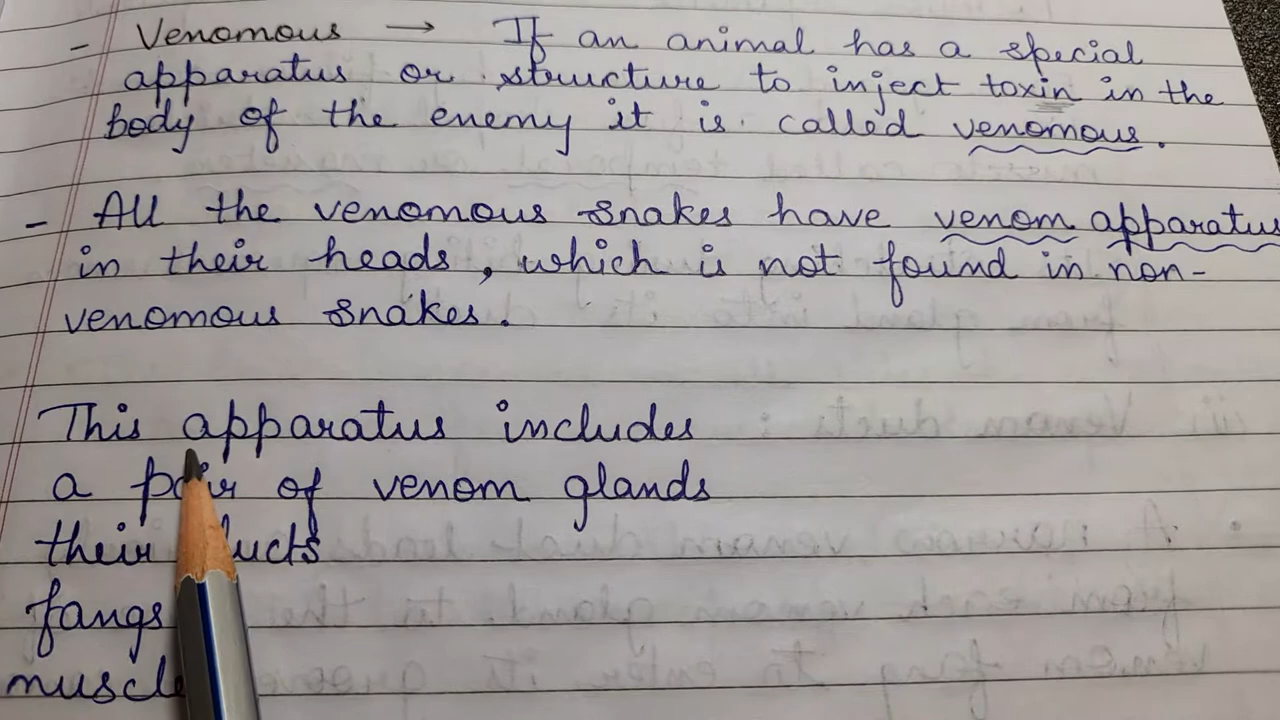 - Venomous → If an animal has a special
apparatus or structure to inject toxin in the
body of the enemy it is called venomous.
- All the venomous snakes have venom apparatus
in their heads, which is not found in non-
venomous snakes.
This apparatus includes
a pair of venom glands
their ducts
fangs